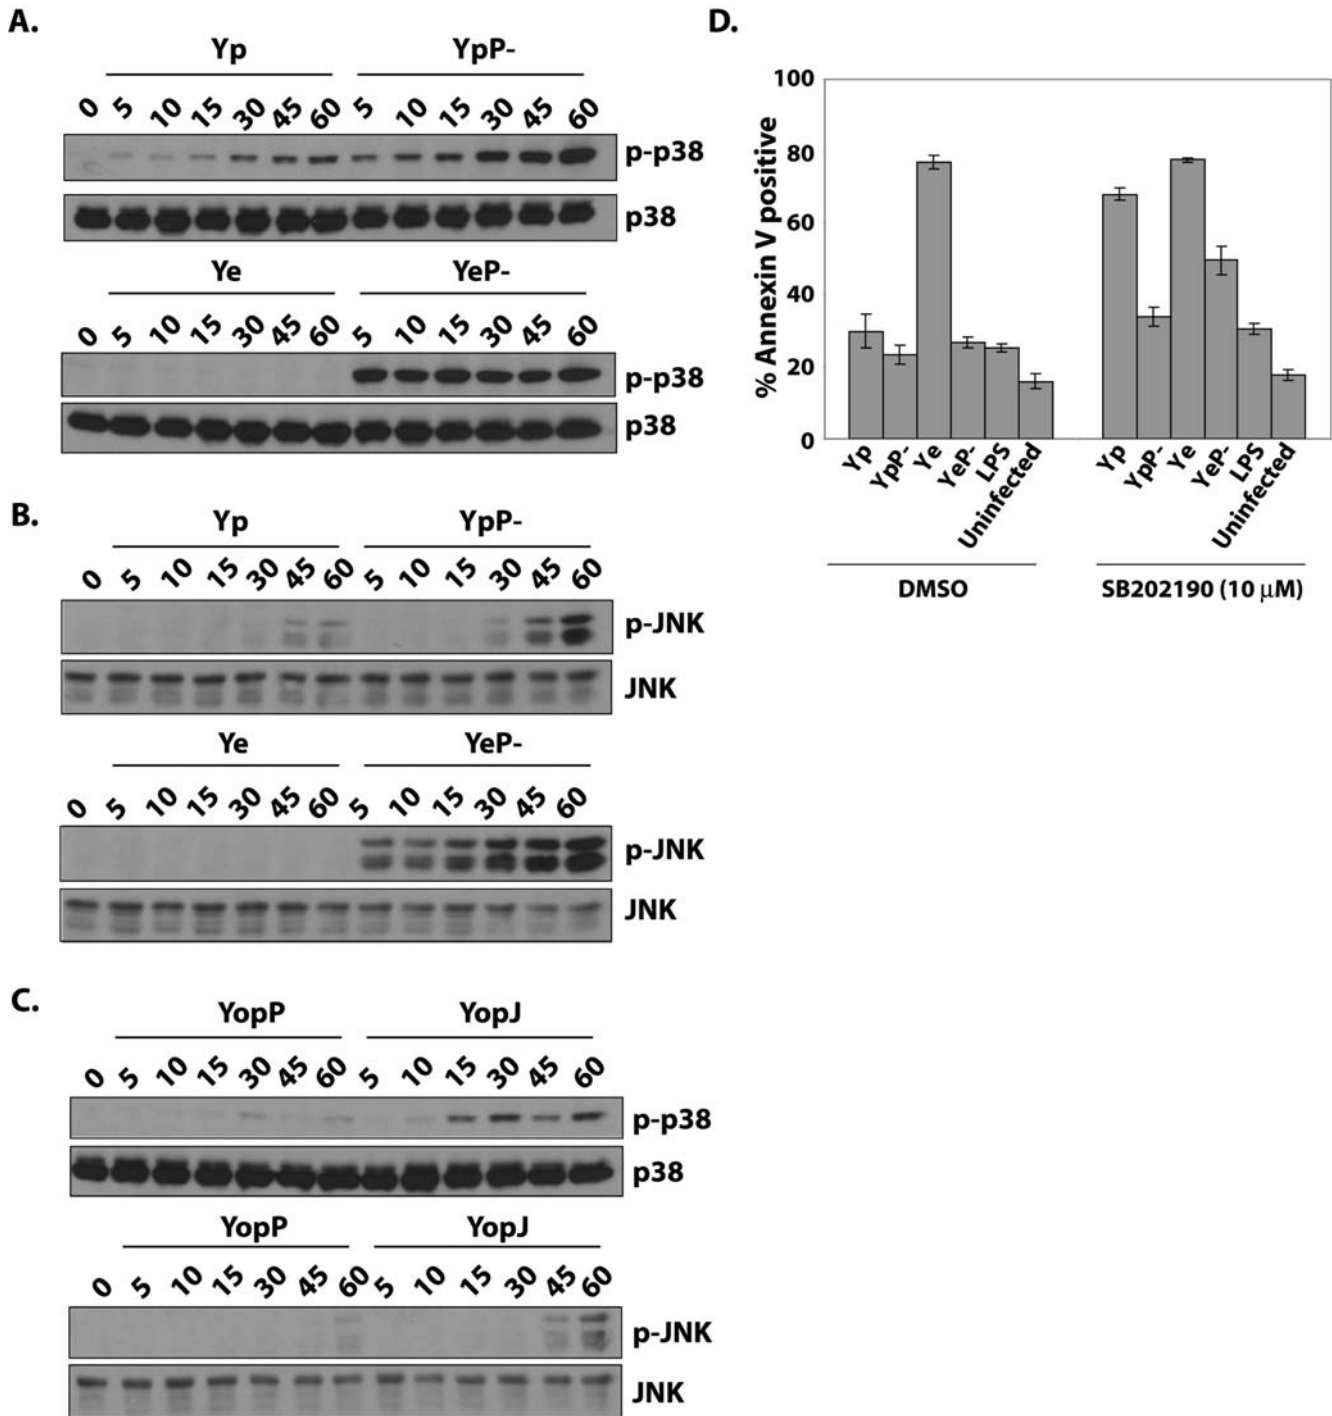 A.
Yp YpP-
0 5 10 15 30 45 60 5 10 15 30 45 60
p-p38
p38
Ye YeP-
0 5 10 15 30 45 60 5 10 15 30 45 60
p-p38
p38
B.
Yp YpP-
0 5 10 15 30 45 60 5 10 15 30 45 60
p-JNK
JNK
Ye YeP-
0 5 10 15 30 45 60 5 10 15 30 45 60
p-JNK
JNK
C.
YopP YopJ
0 5 10 15 30 45 60 5 10 15 30 45 60
p-p38
p38
YopP YopJ
0 5 10 15 30 45 60 5 10 15 30 45 60
p-JNK
JNK
D.
% Annexin V positive
100
80
60
40
20
0
Yp YpP- Ye YeP- LPS Uninfected Yp YpP- Ye YeP- LPS Uninfected
DMSO SB202190 (10 μM)